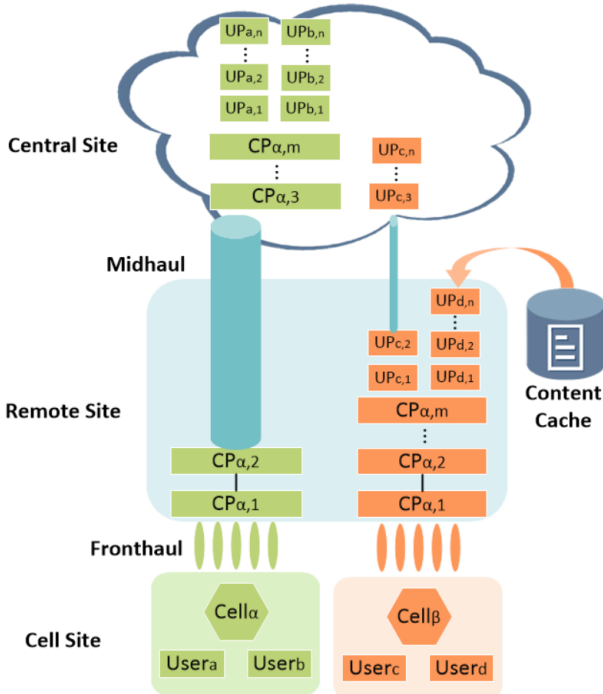 UPa,n UPb,n
UPa,2 UPb,2
UPa,1 UPb,1
Central Site
CPα,m
UPc,n
CPα,3
UPc,3
Midhaul
UPd,n
UPc,2 UPd,2
UPc,1 UPd,1
Content
Cache
Remote Site
CPα,m
CPα,2 CPα,2
CPα,1 CPα,1
Fronthaul
Cellα Cellβ
Cell Site
Usera Userb Userc Userd